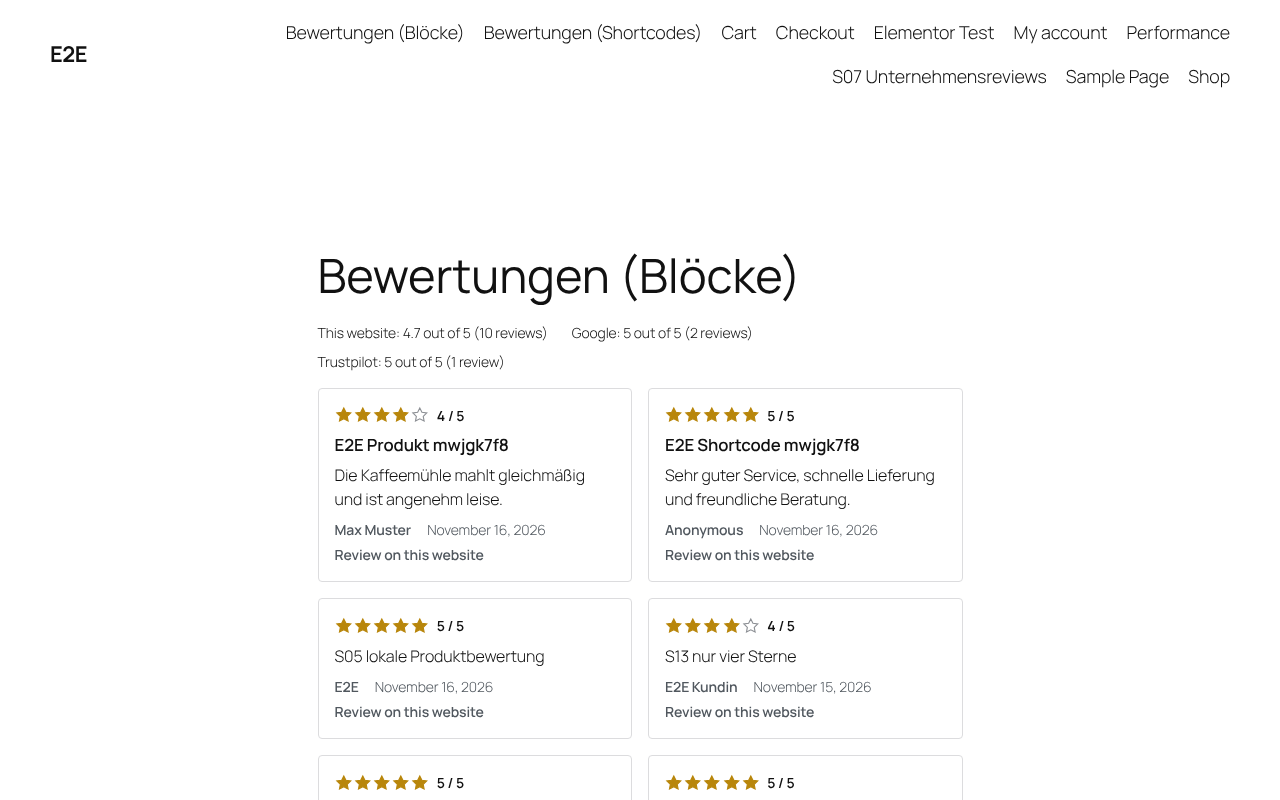 E2E
Bewertungen (Blöcke) Bewertungen (Shortcodes) Cart Checkout Elementor Test My account Performance
S07 Unternehmensreviews Sample Page Shop
Bewertungen (Blöcke)
This website: 4.7 out of 5 (10 reviews) Google: 5 out of 5 (2 reviews)
Trustpilot: 5 out of 5 (1 review)
4 / 5
E2E Produkt mwjgk7f8
Die Kaffeemühle mahlt gleichmäßig
und ist angenehm leise.
Max Muster November 16, 2026
Review on this website
5 / 5
E2E Shortcode mwjgk7f8
Sehr guter Service, schnelle Lieferung
und freundliche Beratung.
Anonymous November 16, 2026
Review on this website
5 / 5
S05 lokale Produktbewertung
E2E November 16, 2026
Review on this website
4 / 5
S13 nur vier Sterne
E2E Kundin November 15, 2026
Review on this website
5 / 5
5 / 5